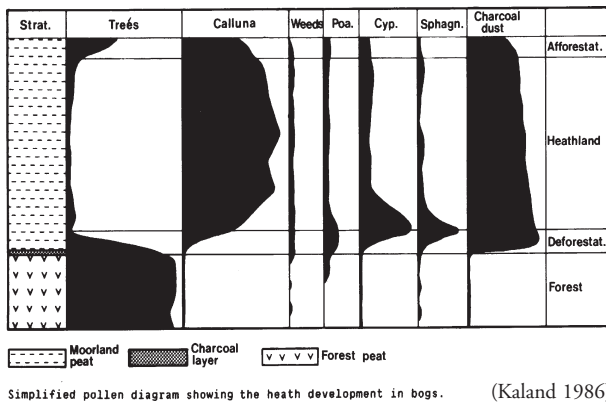 Strat. Treés Calluna Weeds Poa. Cyp. Sphagn. Charcoal dust
Afforestat.
Heathland
Deforestat.
Forest
Moorland peat Charcoal layer Forest peat
Simplified pollen diagram showing the heath development in bogs. (Kaland 1986)